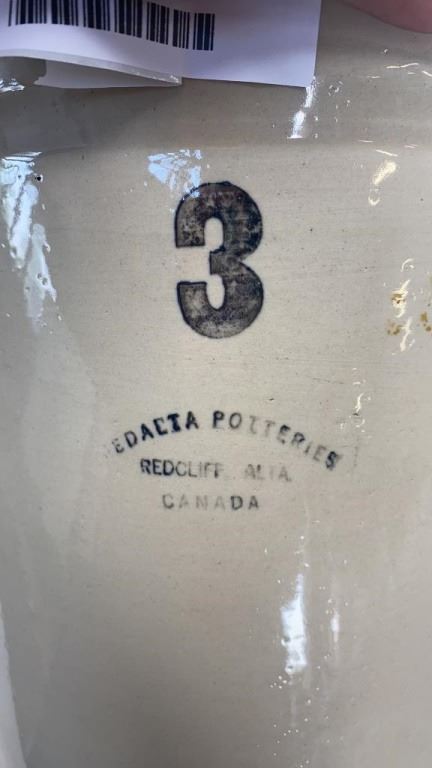 3
EDALTA POTTERIES
REDCLIFF, ALTA.
CANADA